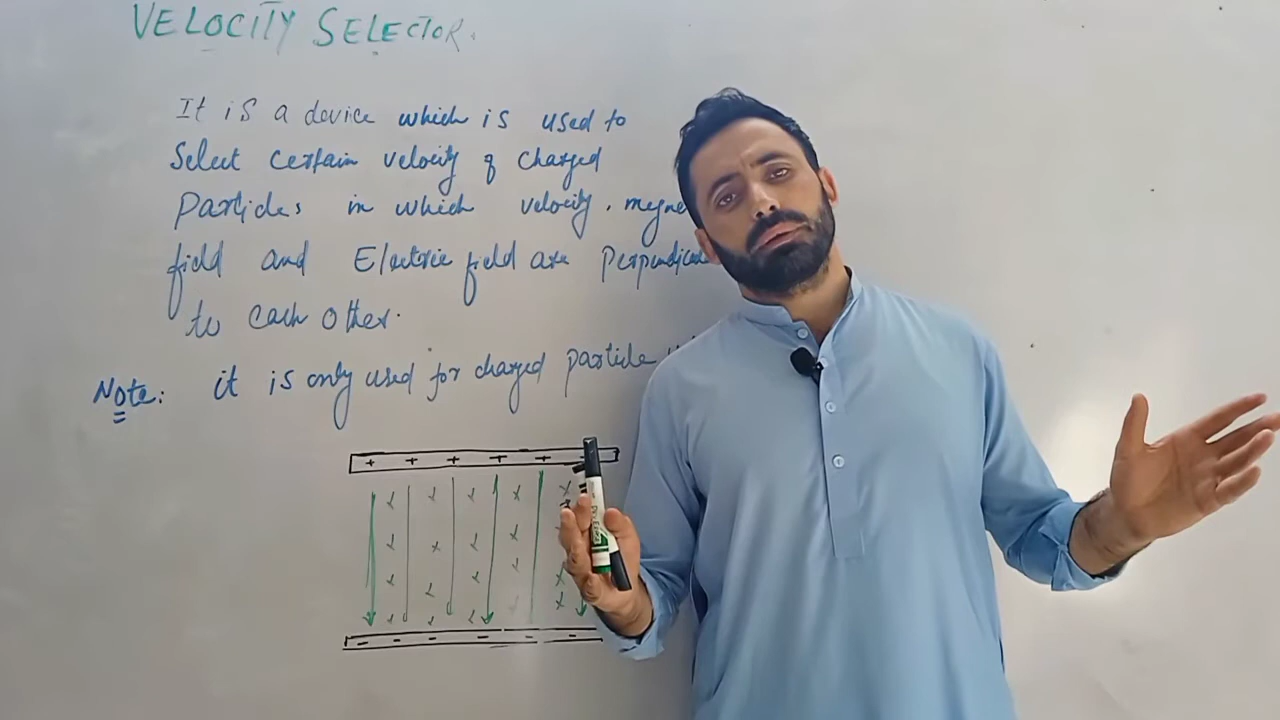 VELOCITY SELECTOR.
It is a device which is used to
Select certain velocity of charged
Particles in which velocity, magne
field and Electric field are perpendicu
to each other.
Note: it is only used for charged particle
+ + + + +
- - - - - -